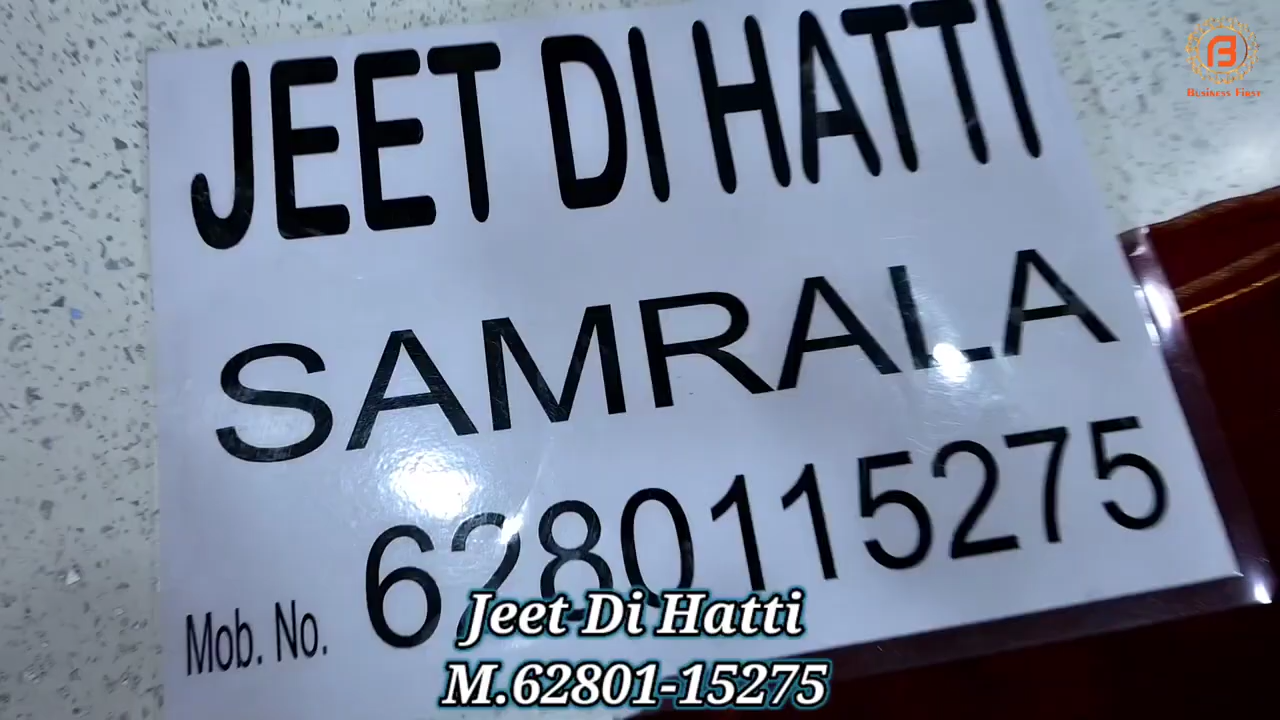 BUSINESS FIRST
JEET DI HATTI
SAMRALA
Mob. No. 6280115275
Jeet Di Hatti
M.62801-15275